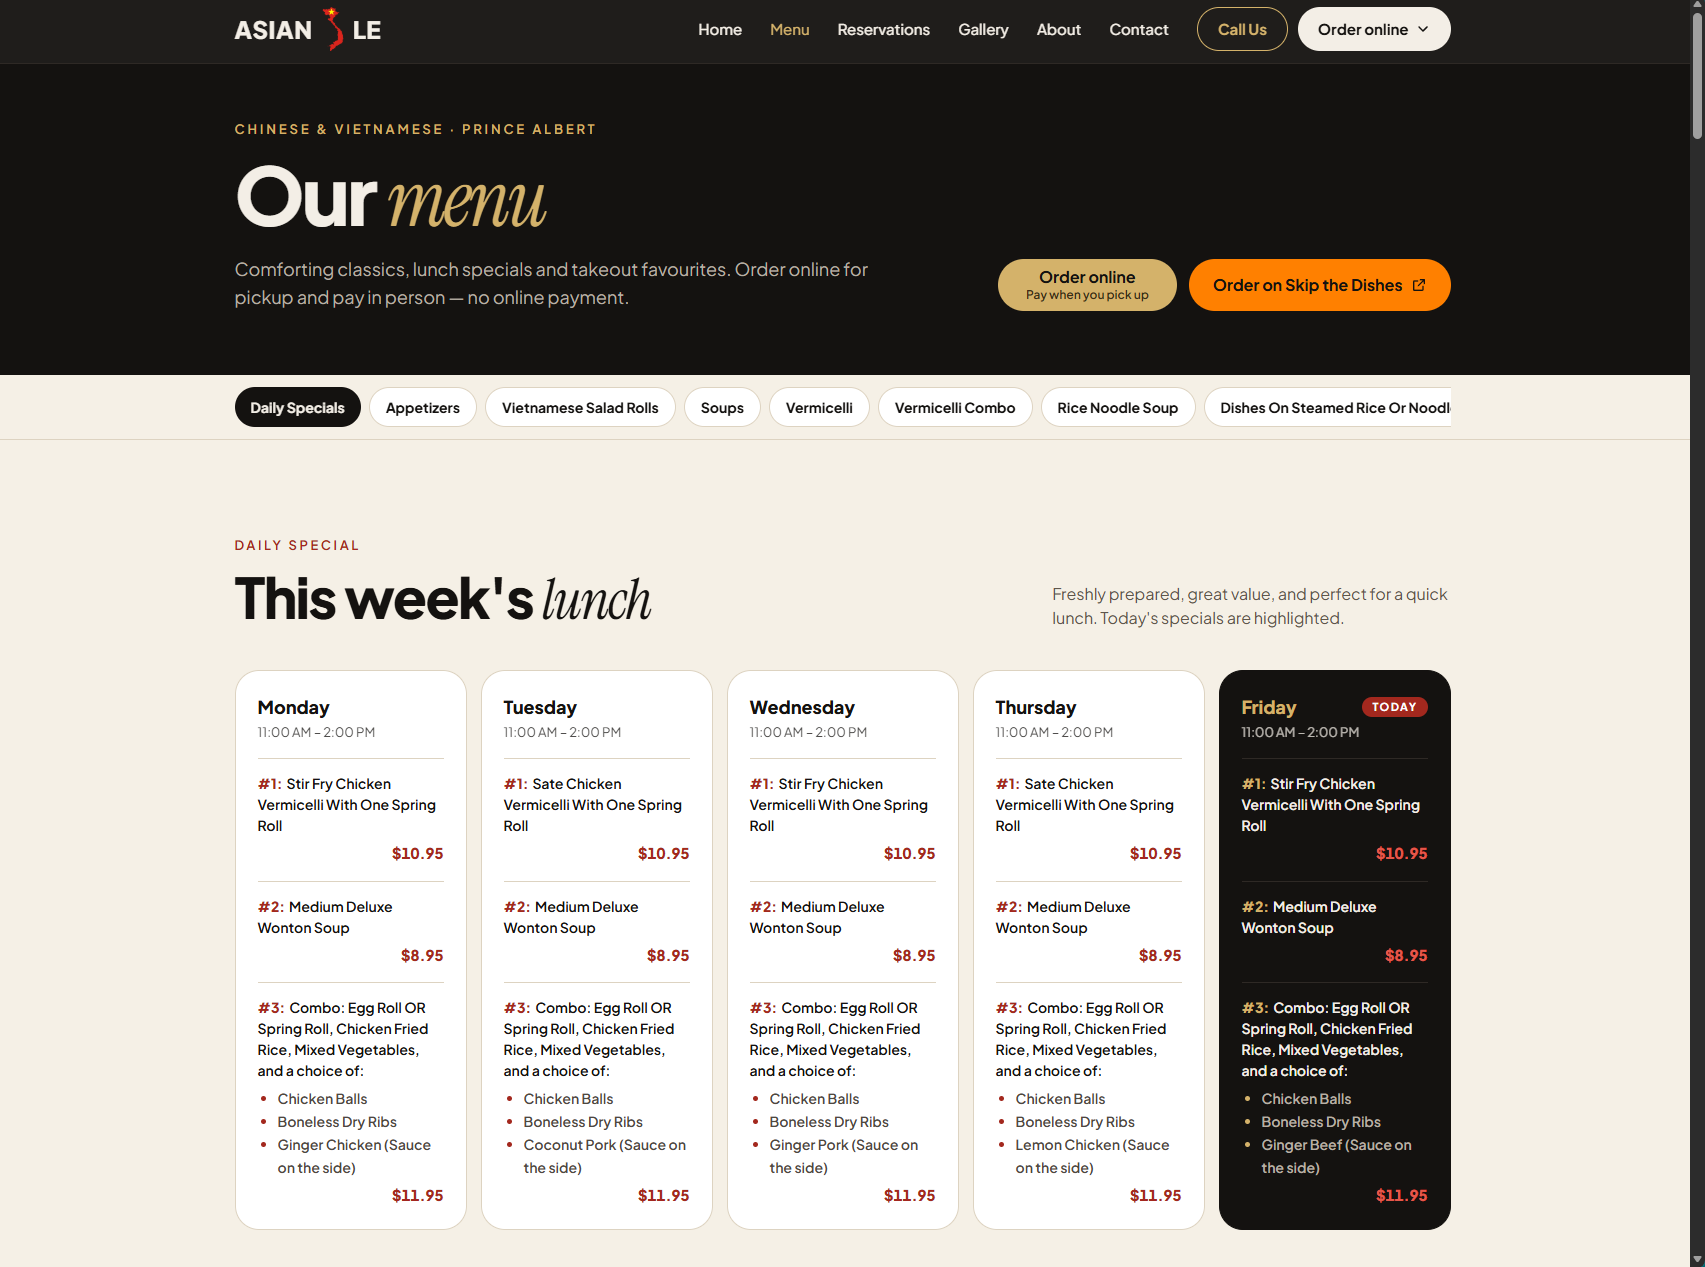 ASIAN LE
Home
Menu
Reservations
Gallery
About
Contact
Call Us
Order online
CHINESE & VIETNAMESE · PRINCE ALBERT
Our menu
Comforting classics, lunch specials and takeout favourites. Order online for
pickup and pay in person — no online payment.
Order online
Pay when you pick up
Order on Skip the Dishes
Daily Specials
Appetizers
Vietnamese Salad Rolls
Soups
Vermicelli
Vermicelli Combo
Rice Noodle Soup
Dishes On Steamed Rice Or Noodl
DAILY SPECIAL
This week's lunch
Freshly prepared, great value, and perfect for a quick
lunch. Today's specials are highlighted.
Monday
11:00 AM – 2:00 PM
#1: Stir Fry Chicken
Vermicelli With One Spring
Roll
$10.95
#2: Medium Deluxe
Wonton Soup
$8.95
#3: Combo: Egg Roll OR
Spring Roll, Chicken Fried
Rice, Mixed Vegetables,
and a choice of:
• Chicken Balls
• Boneless Dry Ribs
• Ginger Chicken (Sauce
on the side)
$11.95
Tuesday
11:00 AM – 2:00 PM
#1: Sate Chicken
Vermicelli With One Spring
Roll
$10.95
#2: Medium Deluxe
Wonton Soup
$8.95
#3: Combo: Egg Roll OR
Spring Roll, Chicken Fried
Rice, Mixed Vegetables,
and a choice of:
• Chicken Balls
• Boneless Dry Ribs
• Coconut Pork (Sauce on
the side)
$11.95
Wednesday
11:00 AM – 2:00 PM
#1: Stir Fry Chicken
Vermicelli With One Spring
Roll
$10.95
#2: Medium Deluxe
Wonton Soup
$8.95
#3: Combo: Egg Roll OR
Spring Roll, Chicken Fried
Rice, Mixed Vegetables,
and a choice of:
• Chicken Balls
• Boneless Dry Ribs
• Ginger Pork (Sauce on
the side)
$11.95
Thursday
11:00 AM – 2:00 PM
#1: Sate Chicken
Vermicelli With One Spring
Roll
$10.95
#2: Medium Deluxe
Wonton Soup
$8.95
#3: Combo: Egg Roll OR
Spring Roll, Chicken Fried
Rice, Mixed Vegetables,
and a choice of:
• Chicken Balls
• Boneless Dry Ribs
• Lemon Chicken (Sauce
on the side)
$11.95
Friday
TODAY
11:00 AM – 2:00 PM
#1: Stir Fry Chicken
Vermicelli With One Spring
Roll
$10.95
#2: Medium Deluxe
Wonton Soup
$8.95
#3: Combo: Egg Roll OR
Spring Roll, Chicken Fried
Rice, Mixed Vegetables,
and a choice of:
• Chicken Balls
• Boneless Dry Ribs
• Ginger Beef (Sauce on
the side)
$11.95